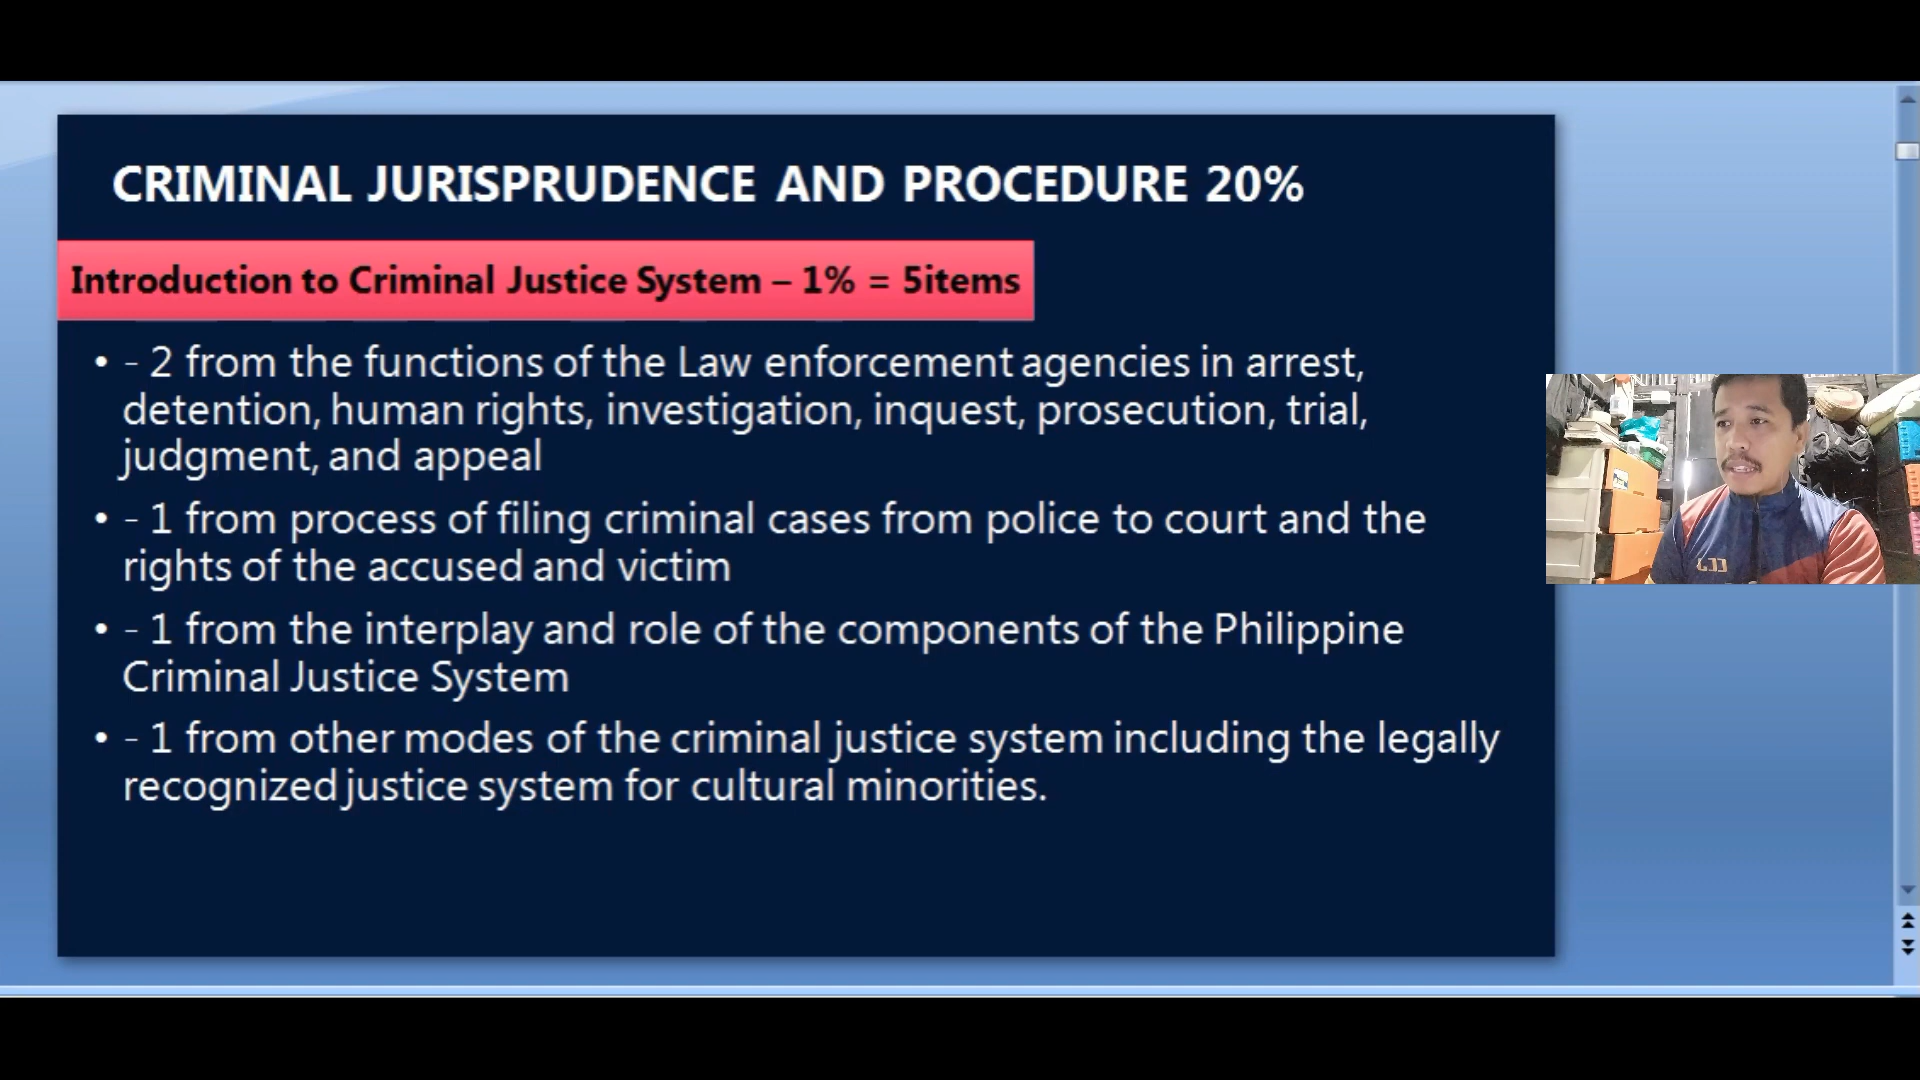 CRIMINAL JURISPRUDENCE AND PROCEDURE 20%
Introduction to Criminal Justice System – 1% = 5items
• - 2 from the functions of the Law enforcement agencies in arrest,
detention, human rights, investigation, inquest, prosecution, trial,
judgment, and appeal
• - 1 from process of filing criminal cases from police to court and the
rights of the accused and victim
• - 1 from the interplay and role of the components of the Philippine
Criminal Justice System
• - 1 from other modes of the criminal justice system including the legally
recognized justice system for cultural minorities.